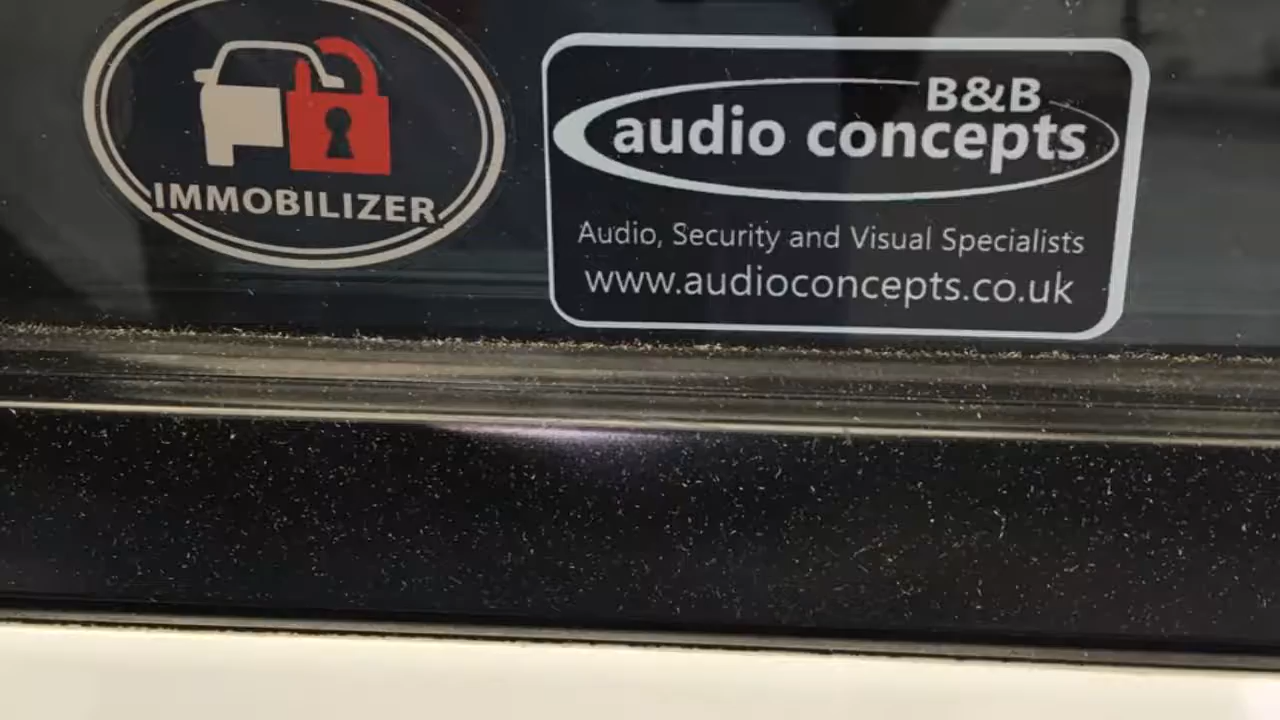 IMMOBILIZER
B&B
audio concepts
Audio, Security and Visual Specialists
www.audioconcepts.co.uk